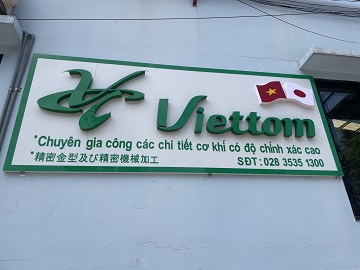 Viettom
*Chuyên gia công các chi tiết cơ khí có độ chính xác cao
*精密金型及び精密機械加工 SĐT: 028 3535 1300